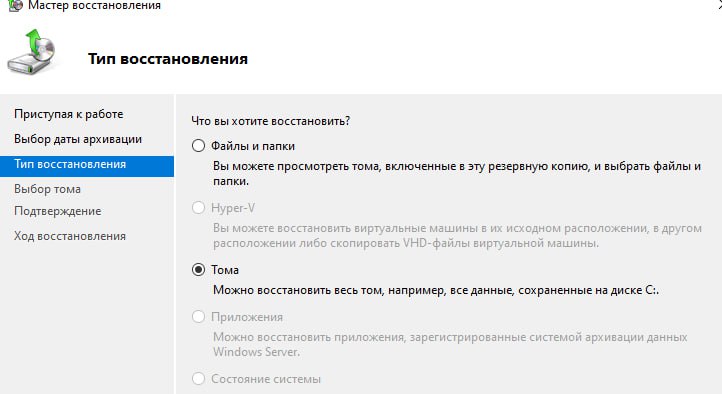 Мастер восстановления
Тип восстановления
Приступая к работе
Выбор даты архивации
Тип восстановления
Выбор тома
Подтверждение
Ход восстановления
Что вы хотите восстановить?
Файлы и папки
Вы можете просмотреть тома, включенные в эту резервную копию, и выбрать файлы и
папки.
Hyper-V
Вы можете восстановить виртуальные машины в их исходном расположении, в другом
расположении либо скопировать VHD-файлы виртуальной машины.
Тома
Можно восстановить весь том, например, все данные, сохраненные на диске C:.
Приложения
Можно восстановить приложения, зарегистрированные системой архивации данных
Windows Server.
Состояние системы